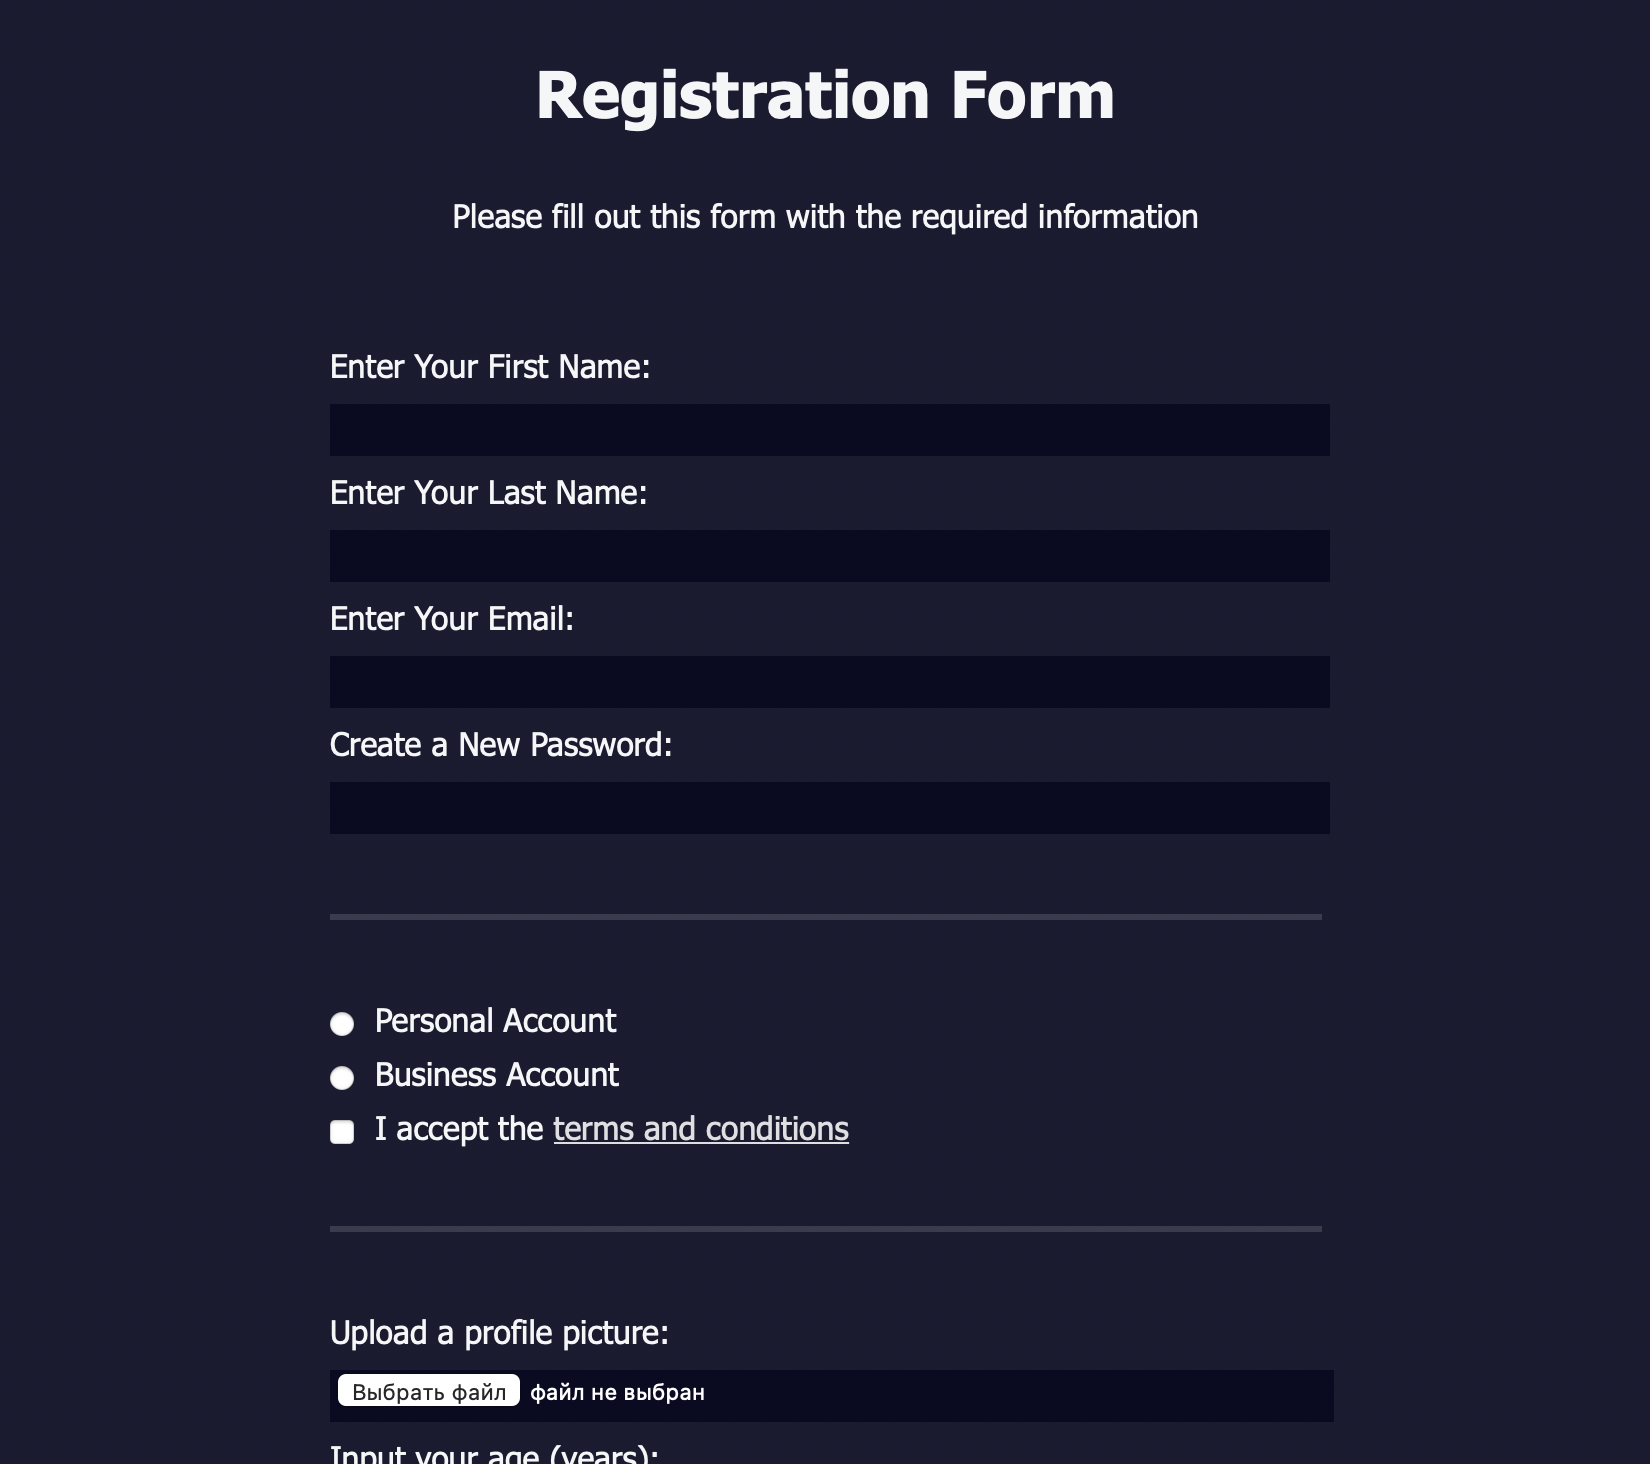 Registration Form
Please fill out this form with the required information
Enter Your First Name:
Enter Your Last Name:
Enter Your Email:
Create a New Password:
Personal Account
Business Account
I accept the terms and conditions
Upload a profile picture:
Выбрать файл файл не выбран
Input your age (years):